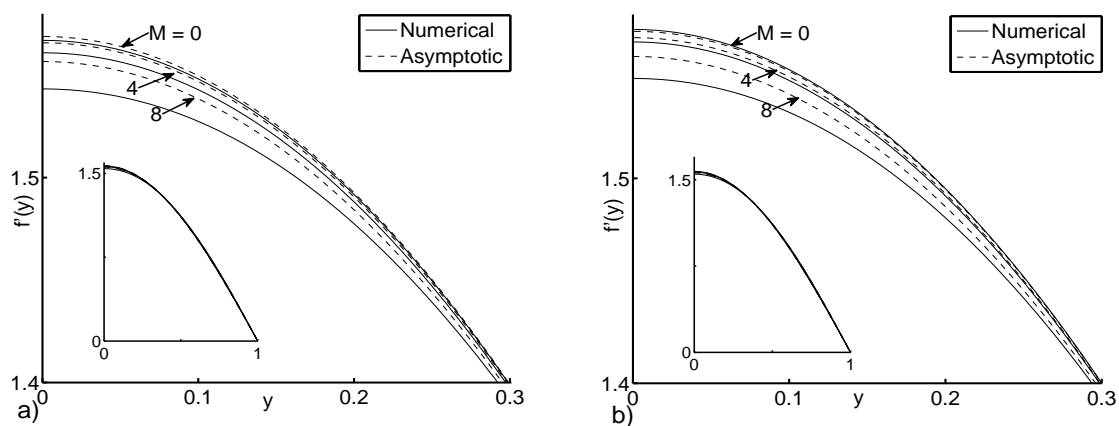 M = 0
Numerical
Asymptotic
4
8
1.5
f'(y)
1.5
0
0
1
1.4
0
0.1
0.2
0.3
y
a)
M = 0
Numerical
Asymptotic
4
8
1.5
f'(y)
1.5
0
0
1
1.4
0
0.1
0.2
0.3
y
b)